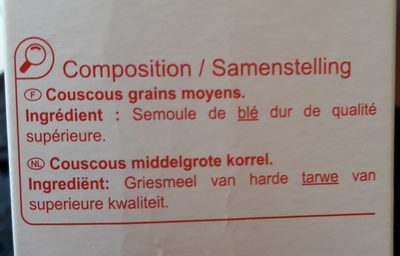 Composition / Samenstelling
F Couscous grains moyens.
Ingrédient : Semoule de blé dur de qualité
supérieure.
NL Couscous middelgrote korrel.
Ingrediënt: Griesmeel van harde tarwe van
superieure kwaliteit.